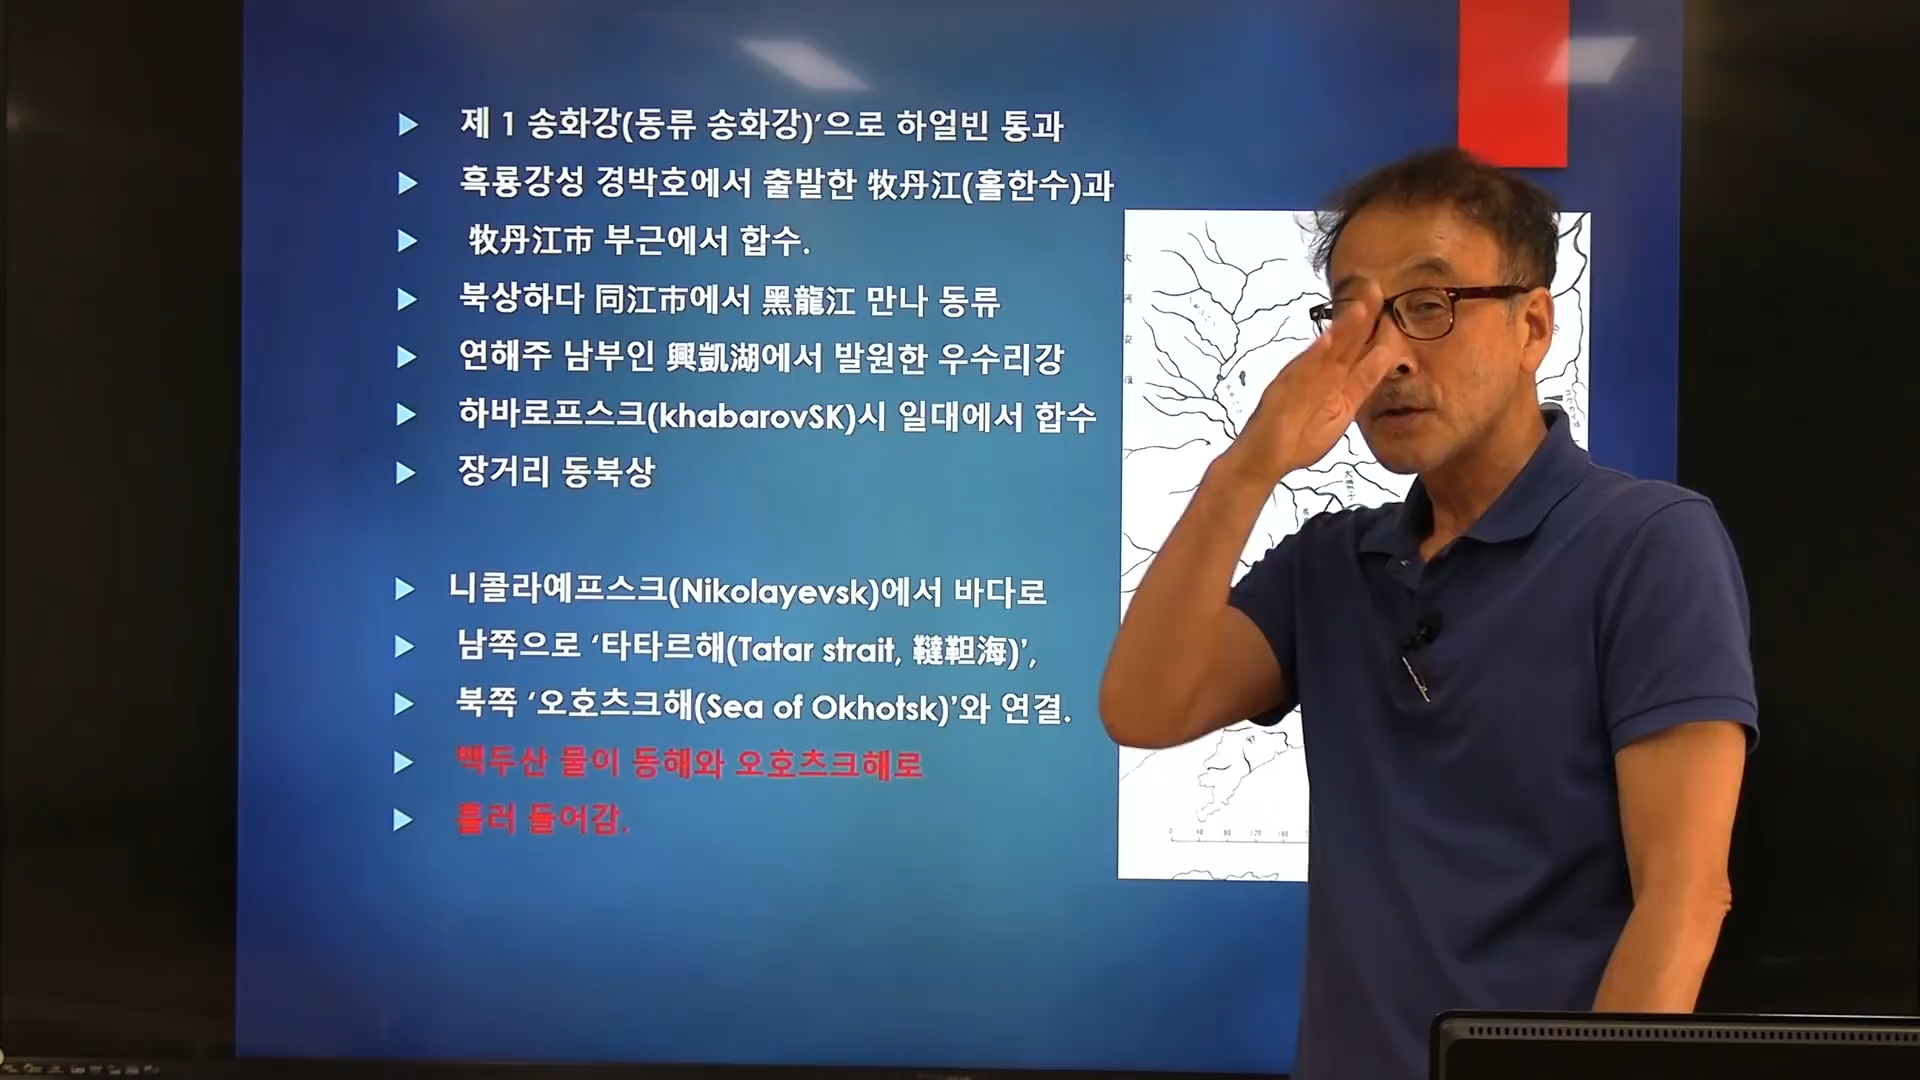 제 1 송화강(동류 송화강)’으로 하얼빈 통과
흑룡강성 경박호에서 출발한 牧丹江(홀한수)과
牧丹江市 부근에서 합수.
북상하다 同江市에서 黑龍江 만나 동류
연해주 남부인 興凱湖에서 발원한 우수리강
하바로프스크(khabarovSK)시 일대에서 합수
장거리 동북상
니콜라예프스크(Nikolayevsk)에서 바다로
남쪽으로 ‘타타르해(Tatar strait, 韃靼海)’,
북쪽 ‘오호츠크해(Sea of Okhotsk)’와 연결.
백두산 물이 동해와 오호츠크해로
흘러 들어감.
0 40 80 120 160